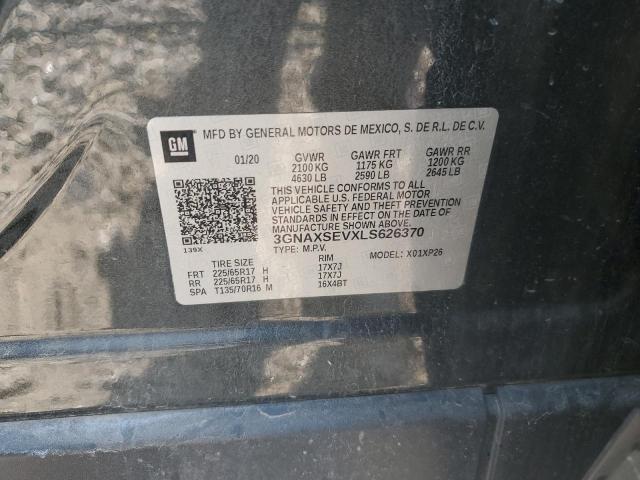 GM MFD BY GENERAL MOTORS DE MEXICO, S. DE R.L. DE C.V.
01/20 GVWR GAWR FRT GAWR RR
2100 KG 1175 KG 1200 KG
4630 LB 2590 LB 2645 LB
THIS VEHICLE CONFORMS TO ALL
APPLICABLE U.S. FEDERAL MOTOR
VEHICLE SAFETY AND THEFT
PREVENTION STANDARDS IN EFFECT
ON THE DATE OF MANUFACTURE
SHOWN ABOVE.
3GNAXSEVXLS626370
139X TYPE: M.P.V. MODEL: X01XP26
TIRE SIZE RIM
FRT 225/65R17 H 17X7J
RR 225/65R17 H 17X7J
SPA T135/70R16 M 16X4BT